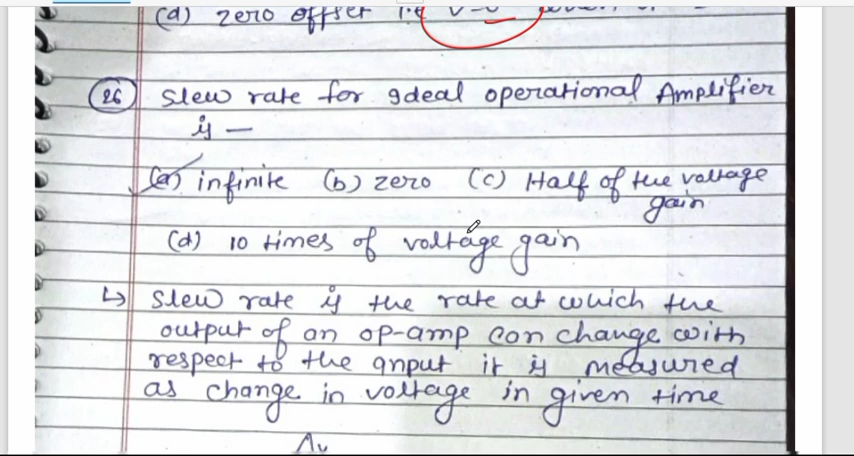 (d) zero offset i.e
26 Slew rate for Ideal operational Amplifier
is —
(a) infinite (b) zero (c) Half of the voltage
gain
(d) 10 times of voltage gain
↳ Slew rate is the rate at which the
output of an op-amp can change with
respect to the input it is measured
as change in voltage in given time